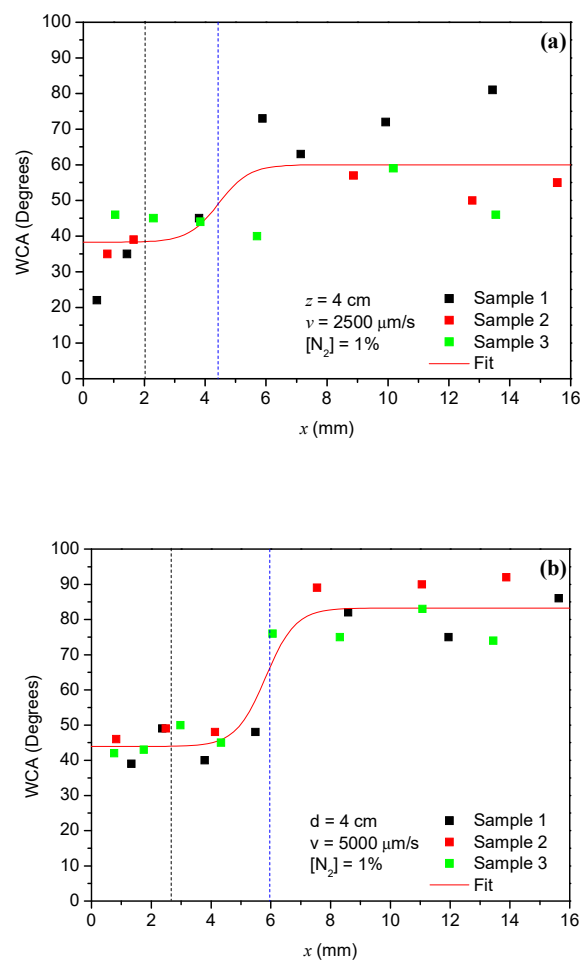 (a)
100
90
80
70
60
50
40
30
20
10
0
WCA (Degrees)
z = 4 cm
v = 2500 μm/s
[N2] = 1%
Sample 1
Sample 2
Sample 3
Fit
0 2 4 6 8 10 12 14 16
x (mm)
(b)
100
90
80
70
60
50
40
30
20
10
0
WCA (Degrees)
d = 4 cm
v = 5000 μm/s
[N2] = 1%
Sample 1
Sample 2
Sample 3
Fit
0 2 4 6 8 10 12 14 16
x (mm)